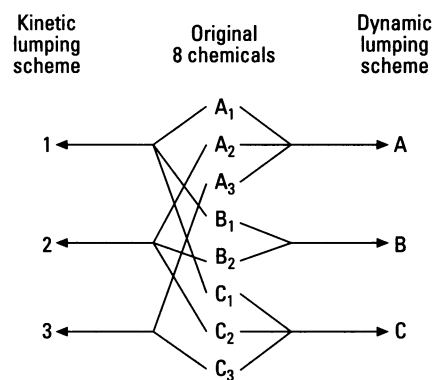 Kinetic
lumping
scheme
Original
8 chemicals
Dynamic
lumping
scheme
A₁
1
A₂
A
A₃
B₁
2
B
B₂
C₁
3
C₂
C
C₃